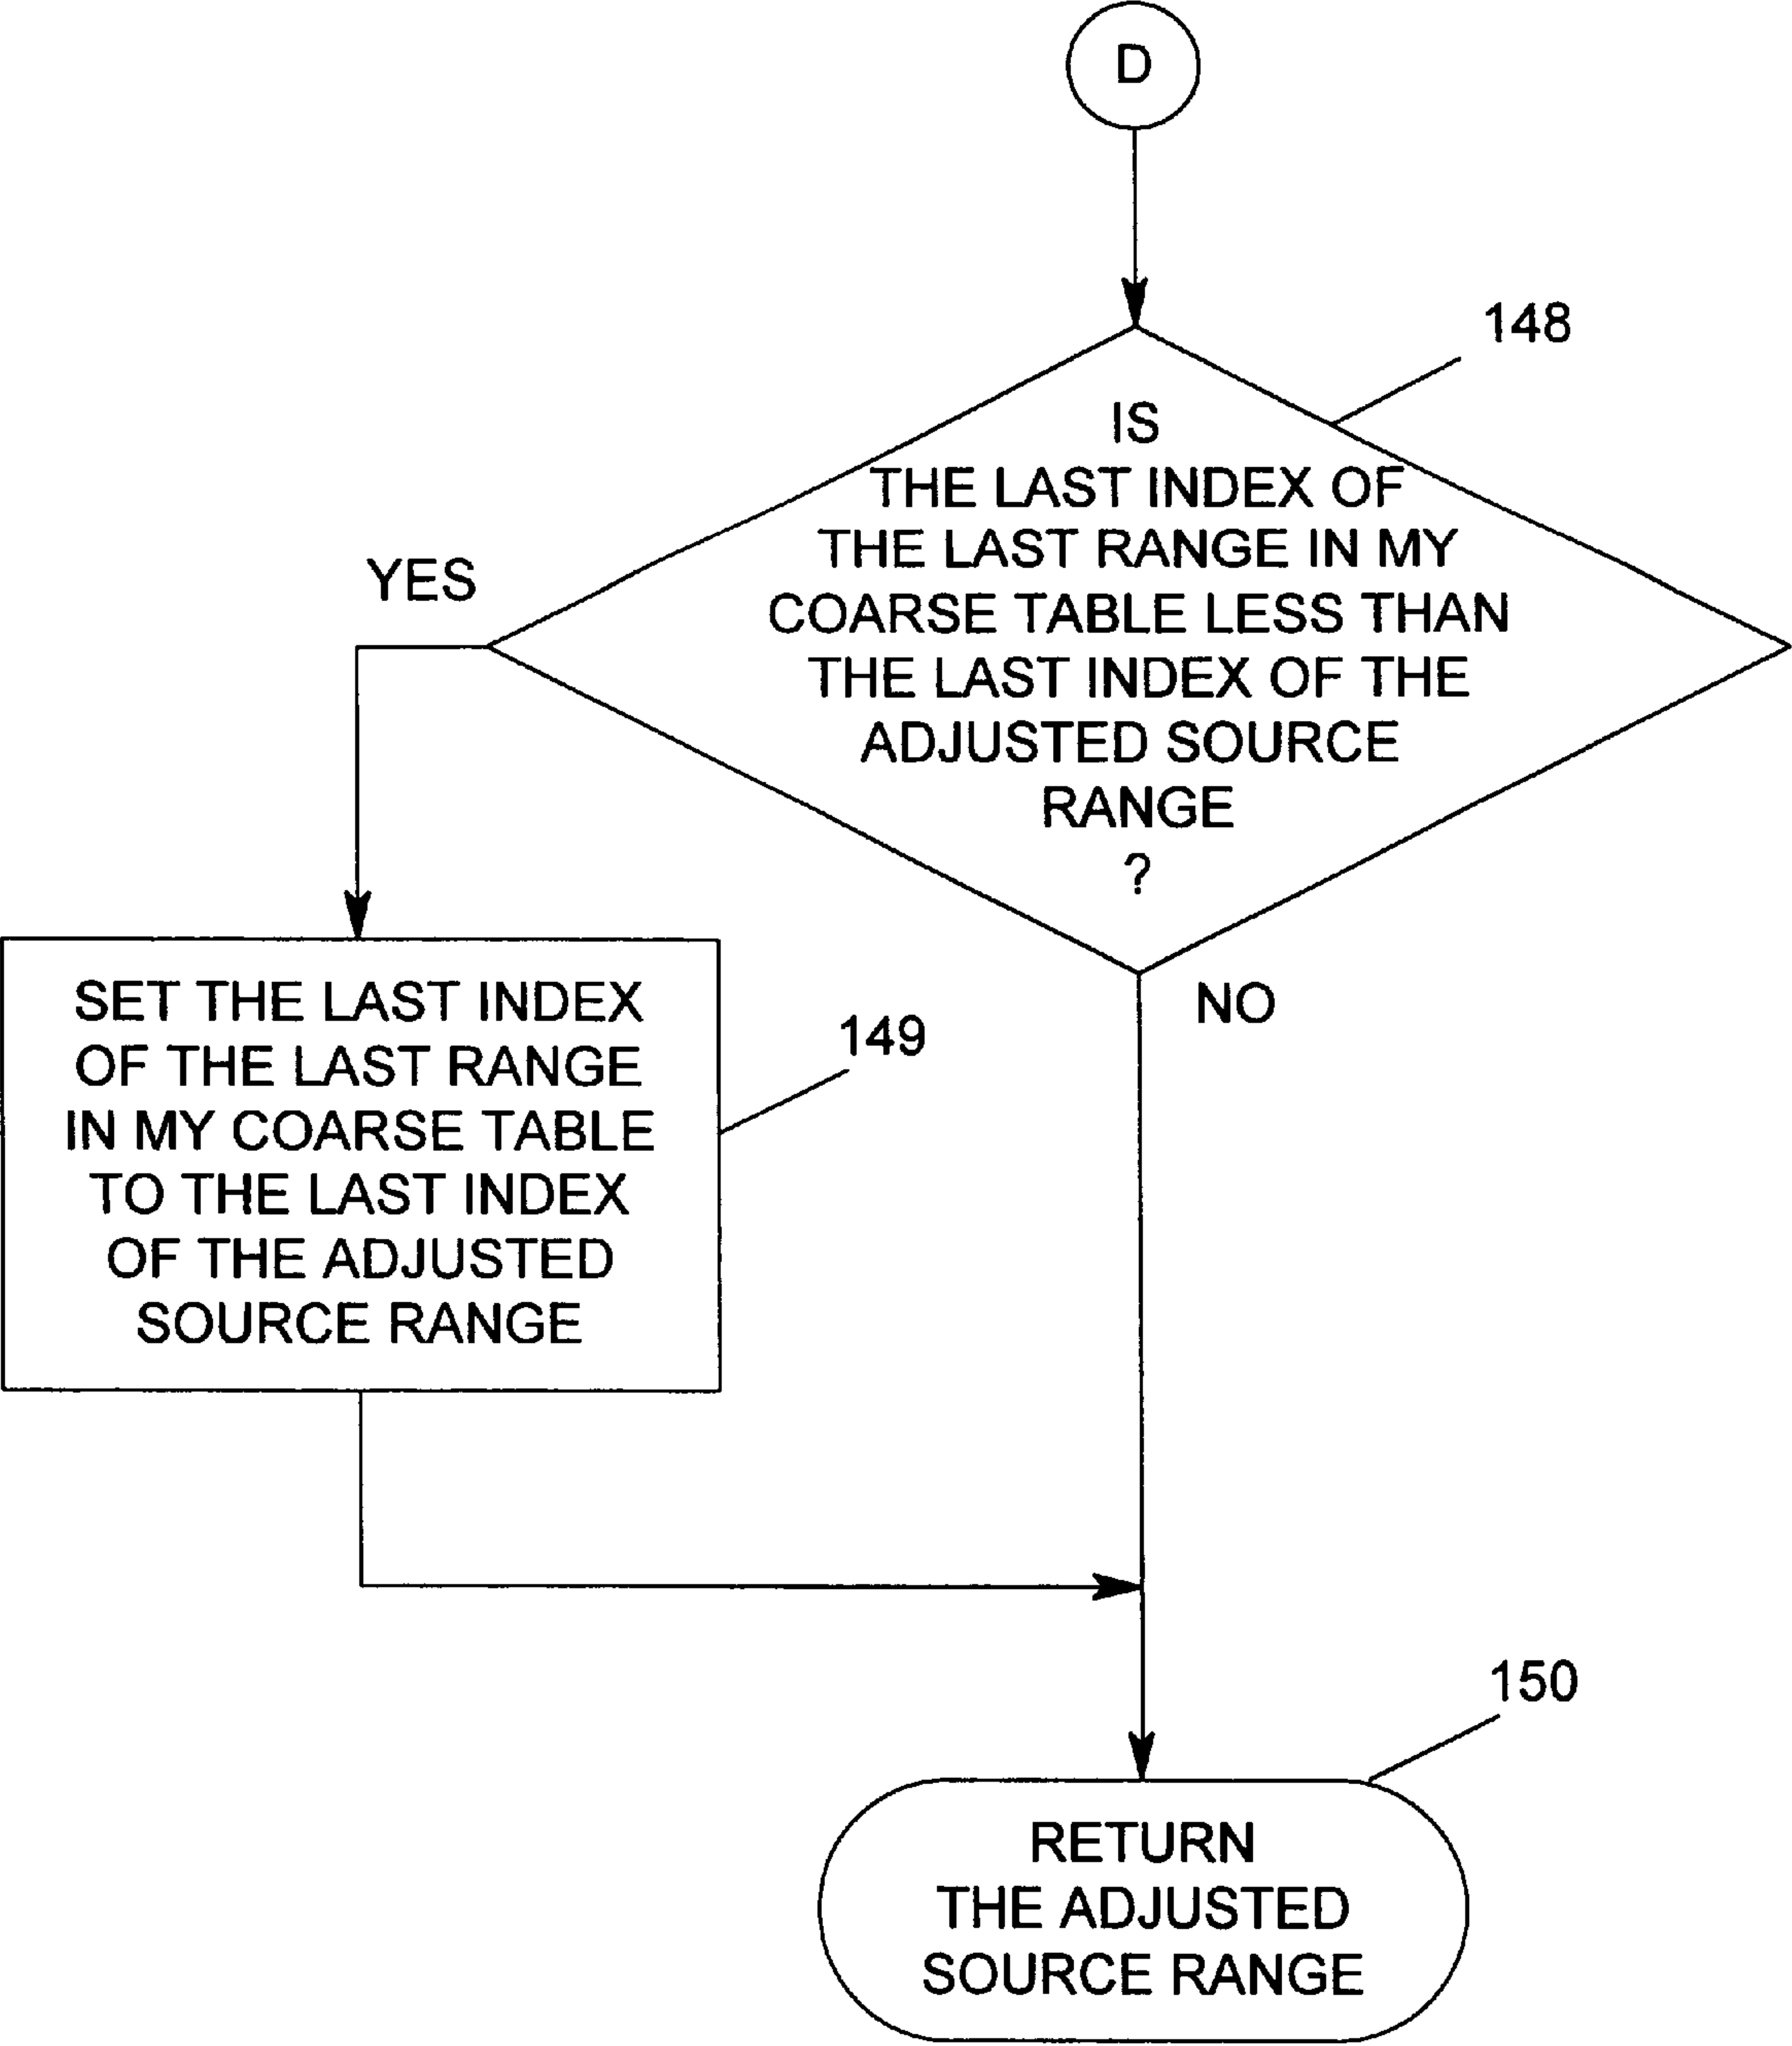 D
148
IS
THE LAST INDEX OF
THE LAST RANGE IN MY
COARSE TABLE LESS THAN
THE LAST INDEX OF THE
ADJUSTED SOURCE
RANGE
?
YES
NO
SET THE LAST INDEX
OF THE LAST RANGE
IN MY COARSE TABLE
TO THE LAST INDEX
OF THE ADJUSTED
SOURCE RANGE
149
150
RETURN
THE ADJUSTED
SOURCE RANGE